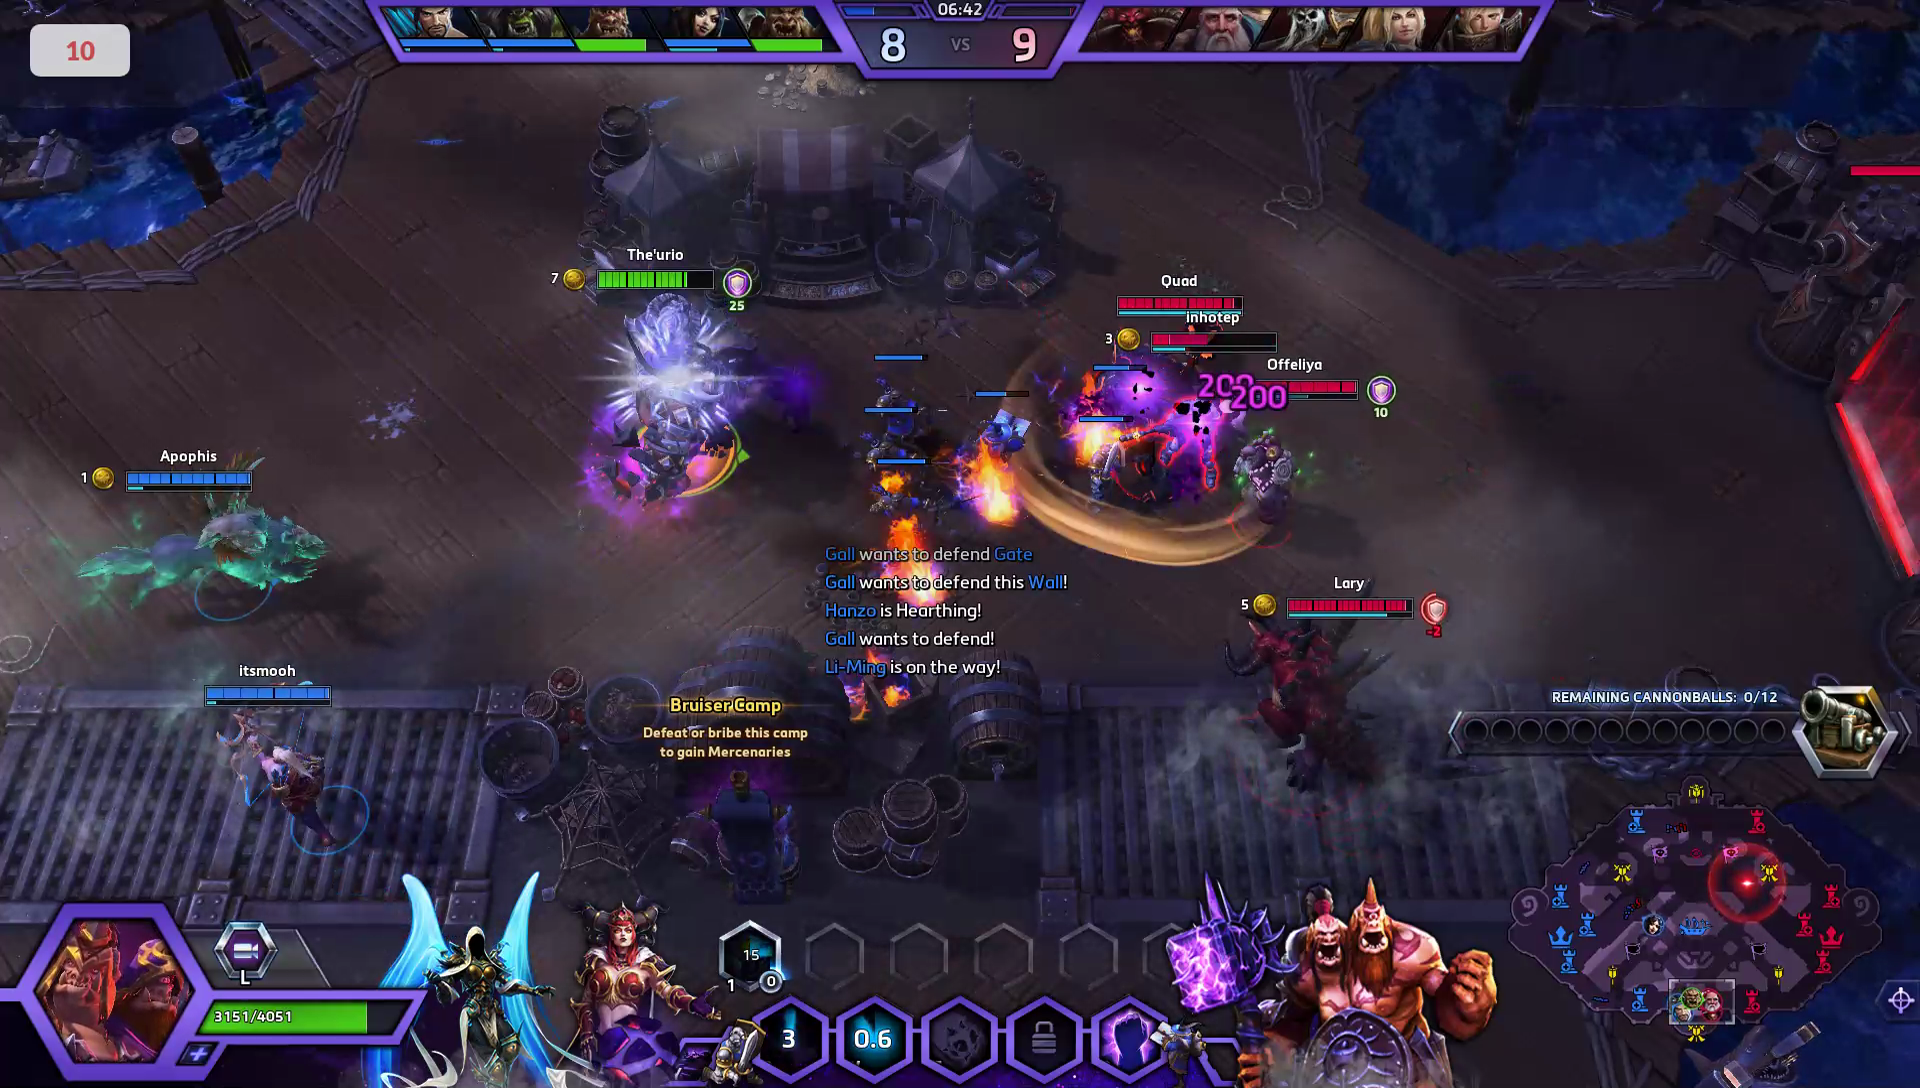 10
06:42
8 VS 9
The'urio
7
25
Quad
inhotep
3
Offeliya
200
200
10
Apophis
1
Gall wants to defend Gate
Gall wants to defend this Wall!
Hanzo is Hearthing!
Gall wants to defend!
Li-Ming is on the way!
Lary
5
-2
itsmooh
Bruiser Camp
Defeat or bribe this camp
to gain Mercenaries
REMAINING CANNONBALLS: 0/12
L
3151/4051
15
1
0
3
0.6